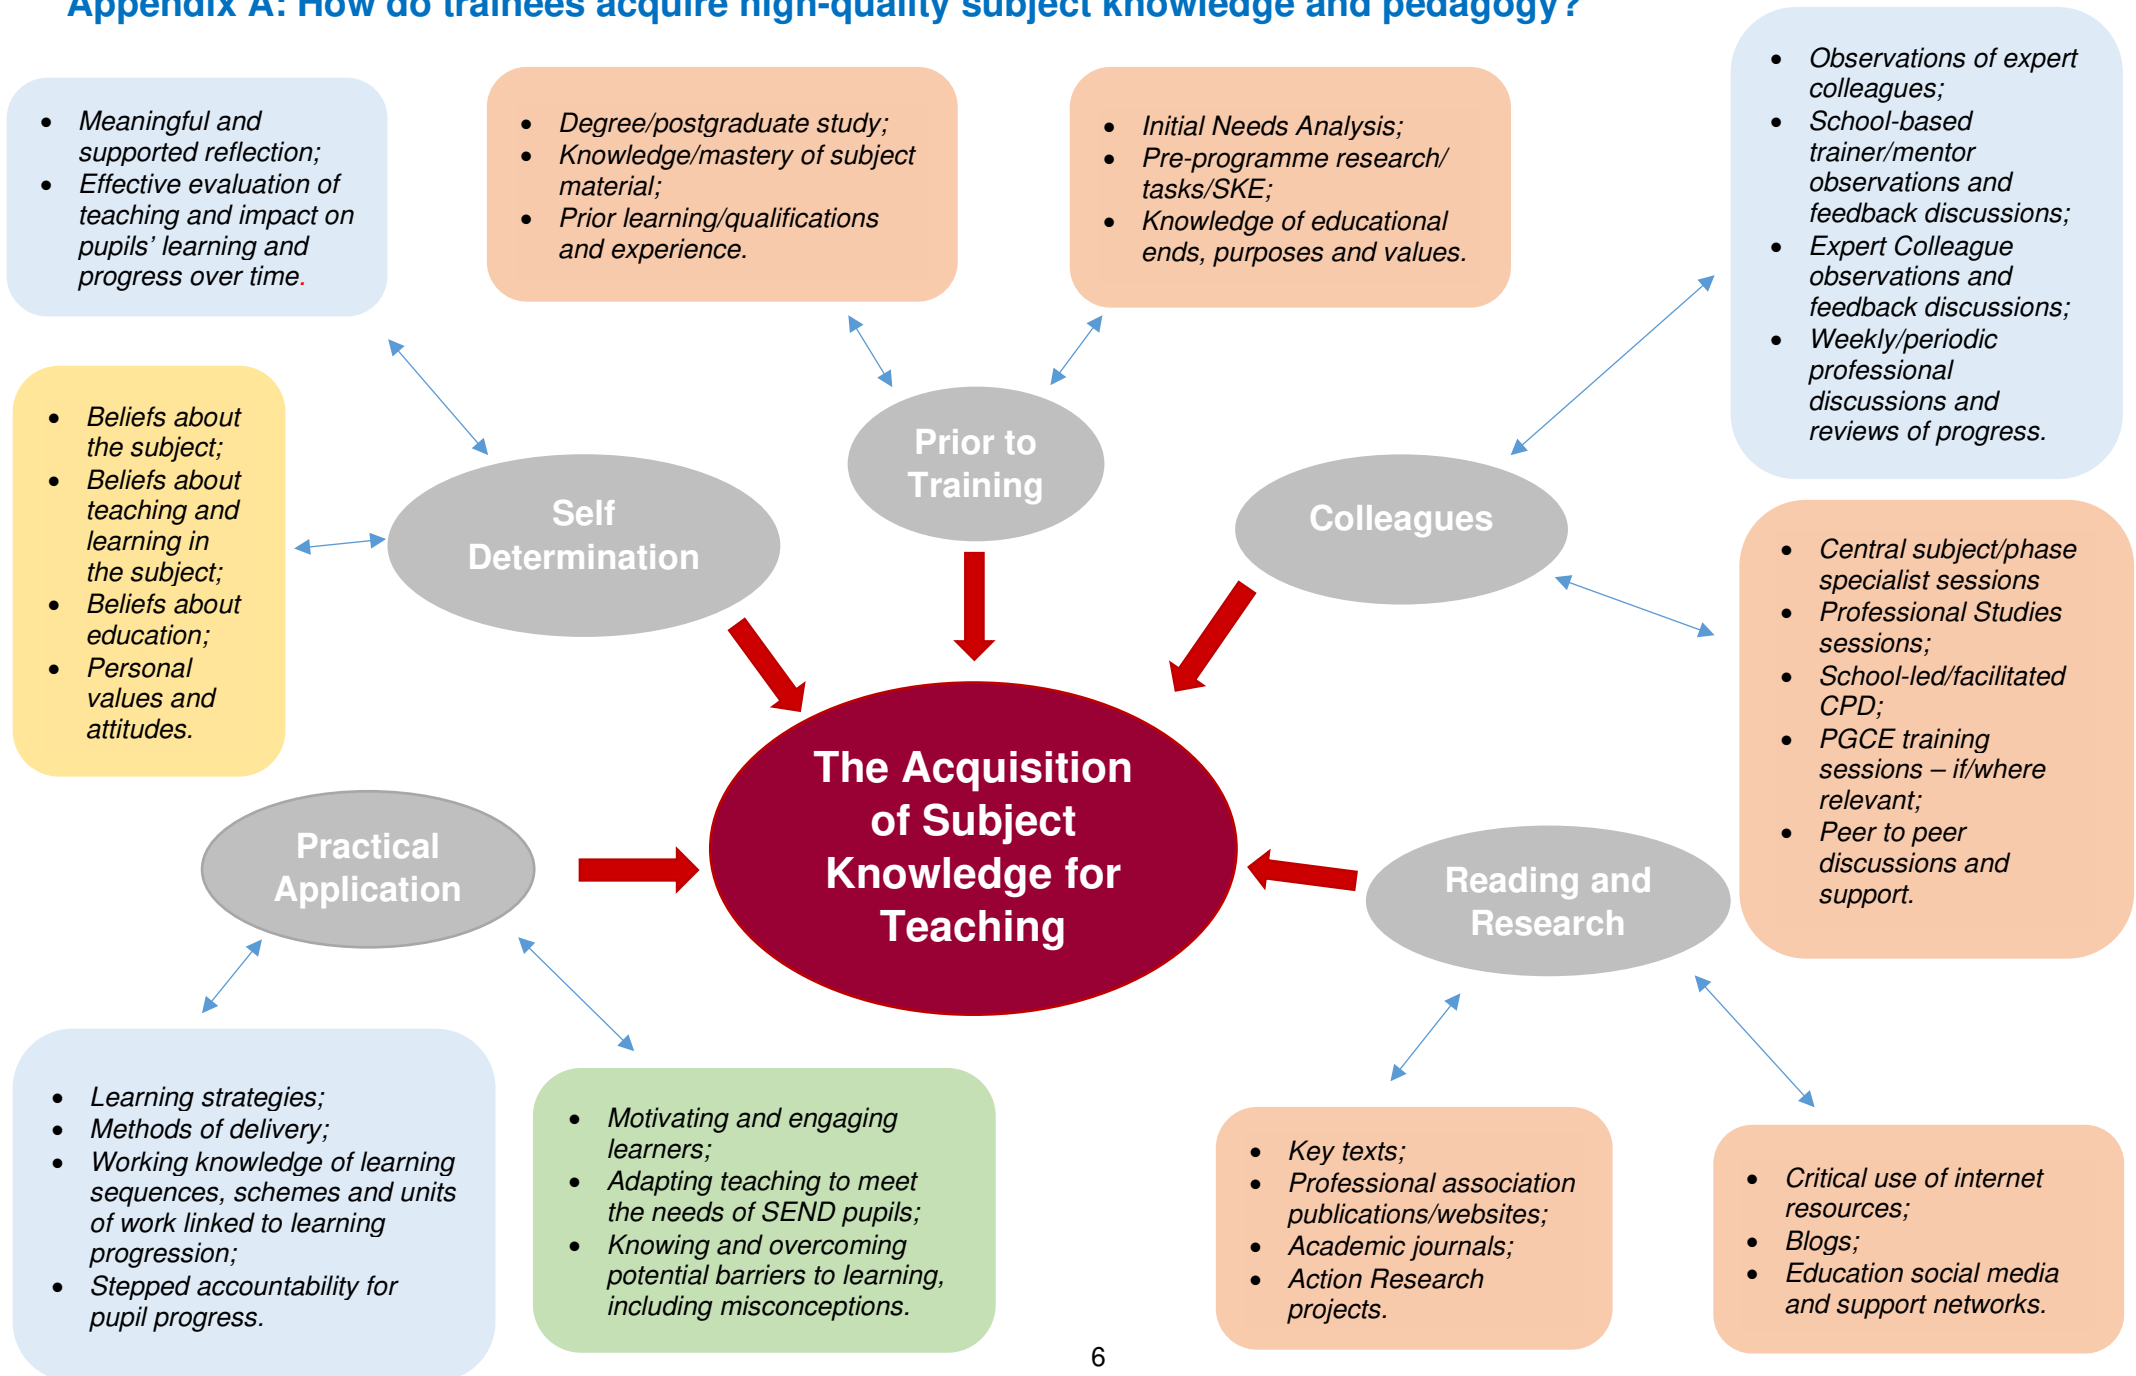 Appendix A: How do trainees acquire high-quality subject knowledge and pedagogy?
• Meaningful and
supported reflection;
• Effective evaluation of
teaching and impact on
pupils’ learning and
progress over time.
• Degree/postgraduate study;
• Knowledge/mastery of subject
material;
• Prior learning/qualifications
and experience.
• Initial Needs Analysis;
• Pre-programme research/
tasks/SKE;
• Knowledge of educational
ends, purposes and values.
• Observations of expert
colleagues;
• School-based
trainer/mentor
observations and
feedback discussions;
• Expert Colleague
observations and
feedback discussions;
• Weekly/periodic
professional
discussions and
reviews of progress.
• Beliefs about
the subject;
• Beliefs about
teaching and
learning in
the subject;
• Beliefs about
education;
• Personal
values and
attitudes.
Self
Determination
Prior to
Training
Colleagues
• Central subject/phase
specialist sessions
• Professional Studies
sessions;
• School-led/facilitated
CPD;
• PGCE training
sessions – if/where
relevant;
• Peer to peer
discussions and
support.
The Acquisition
of Subject
Knowledge for
Teaching
Practical
Application
Reading and
Research
• Learning strategies;
• Methods of delivery;
• Working knowledge of learning
sequences, schemes and units
of work linked to learning
progression;
• Stepped accountability for
pupil progress.
• Motivating and engaging
learners;
• Adapting teaching to meet
the needs of SEND pupils;
• Knowing and overcoming
potential barriers to learning,
including misconceptions.
• Key texts;
• Professional association
publications/websites;
• Academic journals;
• Action Research
projects.
• Critical use of internet
resources;
• Blogs;
• Education social media
and support networks.
6